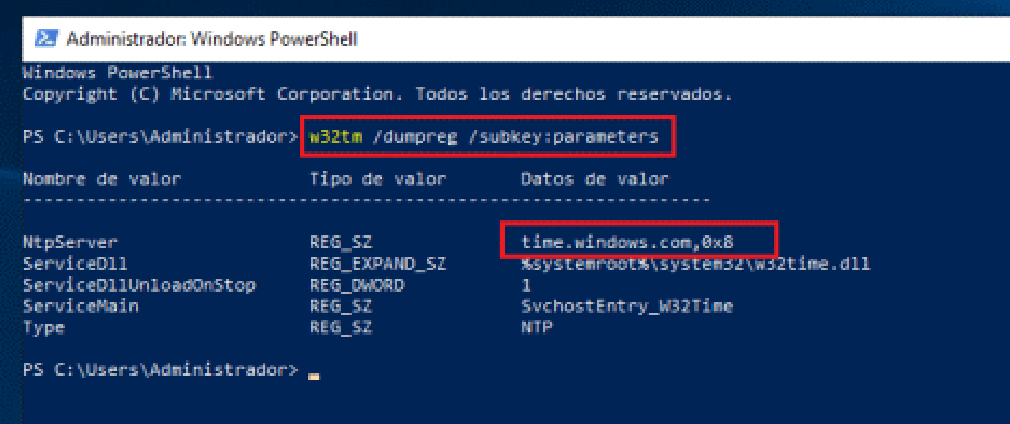 Administrador: Windows PowerShell
Windows PowerShell
Copyright (C) Microsoft Corporation. Todos los derechos reservados.
PS C:\Users\Administrador> w32tm /dumpreg /subkey:parameters
Nombre de valor Tipo de valor Datos de valor
-----------------------------------------------------------------
NtpServer REG_SZ time.windows.com,0x8
ServiceDll REG_EXPAND_SZ %systemroot%\system32\w32time.dll
ServiceDllUnloadOnStop REG_DWORD 1
ServiceMain REG_SZ SvchostEntry_W32Time
Type REG_SZ NTP
PS C:\Users\Administrador>